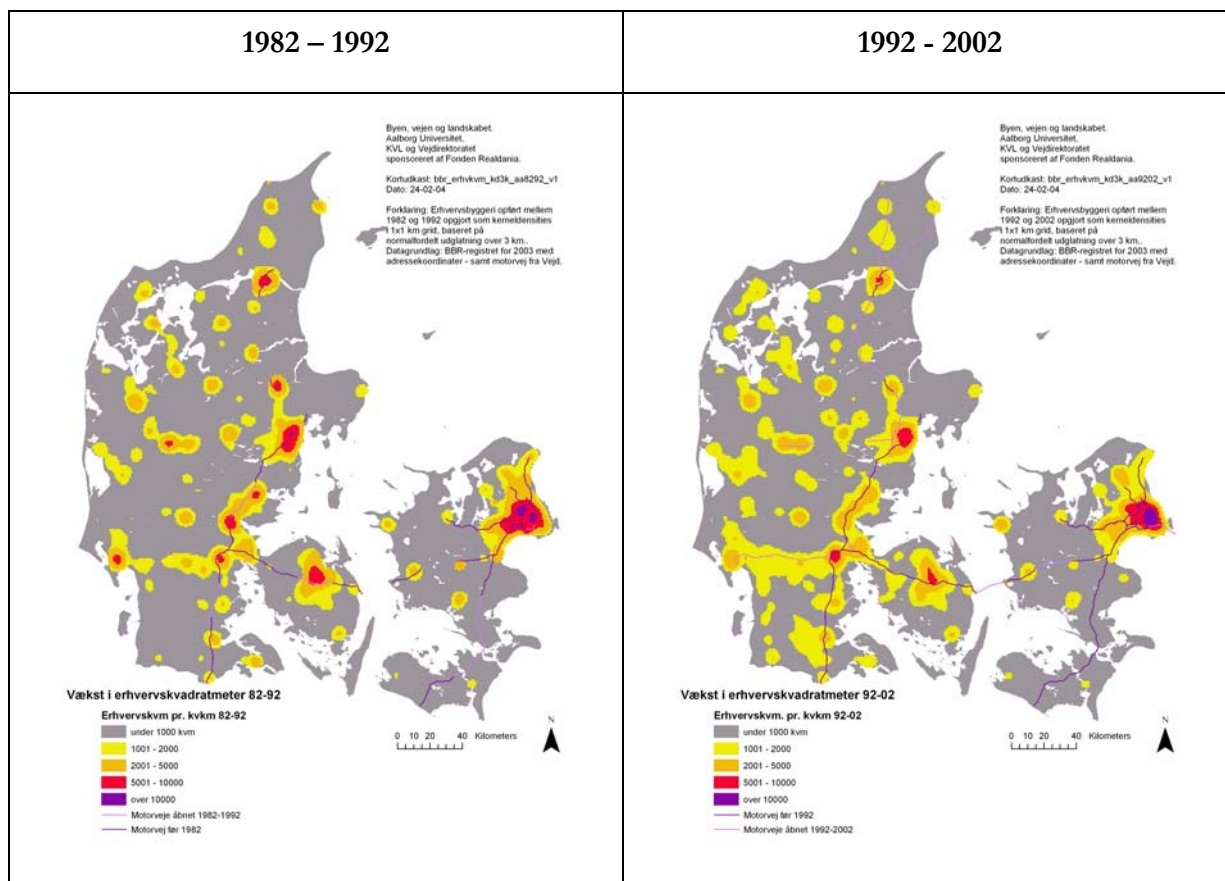 1982 – 1992
1992 - 2002
Byen, vejen og landskabet.
Aalborg Universitet,
KVL og Vejdirektoratet
sponsoreret af Fonden Realdania.
Kortudkast: bbr_erhvkvm_kd3k_aa8292_v1
Dato: 24-02-04
Forklaring: Erhvervsbyggeri opført mellem
1982 og 1992 opgjort som kerneldensities
i 1x1 km grid, baseret på
normalfordelt udglatning over 3 km..
Datagrundlag: BBR-registret for 2003 med
adressekoordinater - samt motorvej fra Vejd.
Vækst i erhvervskvadratmeter 82-92
Erhvervskvm pr. kvkm 82-92
under 1000 kvm
1001 - 2000
2001 - 5000
5001 - 10000
over 10000
Motorveje åbnet 1982-1992
Motorvej før 1982
0 10 20 40 Kilometers
N
Byen, vejen og landskabet.
Aalborg Universitet,
KVL og Vejdirektoratet
sponsoreret af Fonden Realdania.
Kortudkast: bbr_erhvkvm_kd3k_aa9202_v1
Dato: 24-02-04
Forklaring: Erhvervsbyggeri opført mellem
1992 og 2002 opgjort som kerneldensities
i 1x1 km grid, baseret på
normalfordelt udglatning over 3 km..
Datagrundlag: BBR-registret for 2003 med
adressekoordinater - samt motorvej fra Vejd.
Vækst i erhvervskvadratmeter 92-02
Erhvervskvm. pr. kvkm 92-02
under 1000 kvm
1001 - 2000
2001 - 5000
5001 - 10000
over 10000
Motorvej før 1992
Motorveje åbnet 1992-2002
0 10 20 40 Kilometers
N